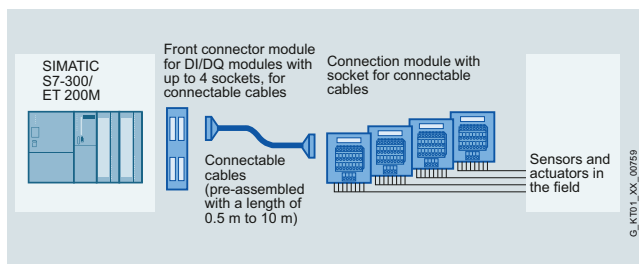 SIMATIC
S7-300/
ET 200M
Front connector module
for DI/DQ modules with
up to 4 sockets, for
connectable cables
Connectable
cables
(pre-assembled
with a length of
0.5 m to 10 m)
Connection module with
socket for connectable
cables
Sensors and
actuators in
the field
G_KT01_XX_00759